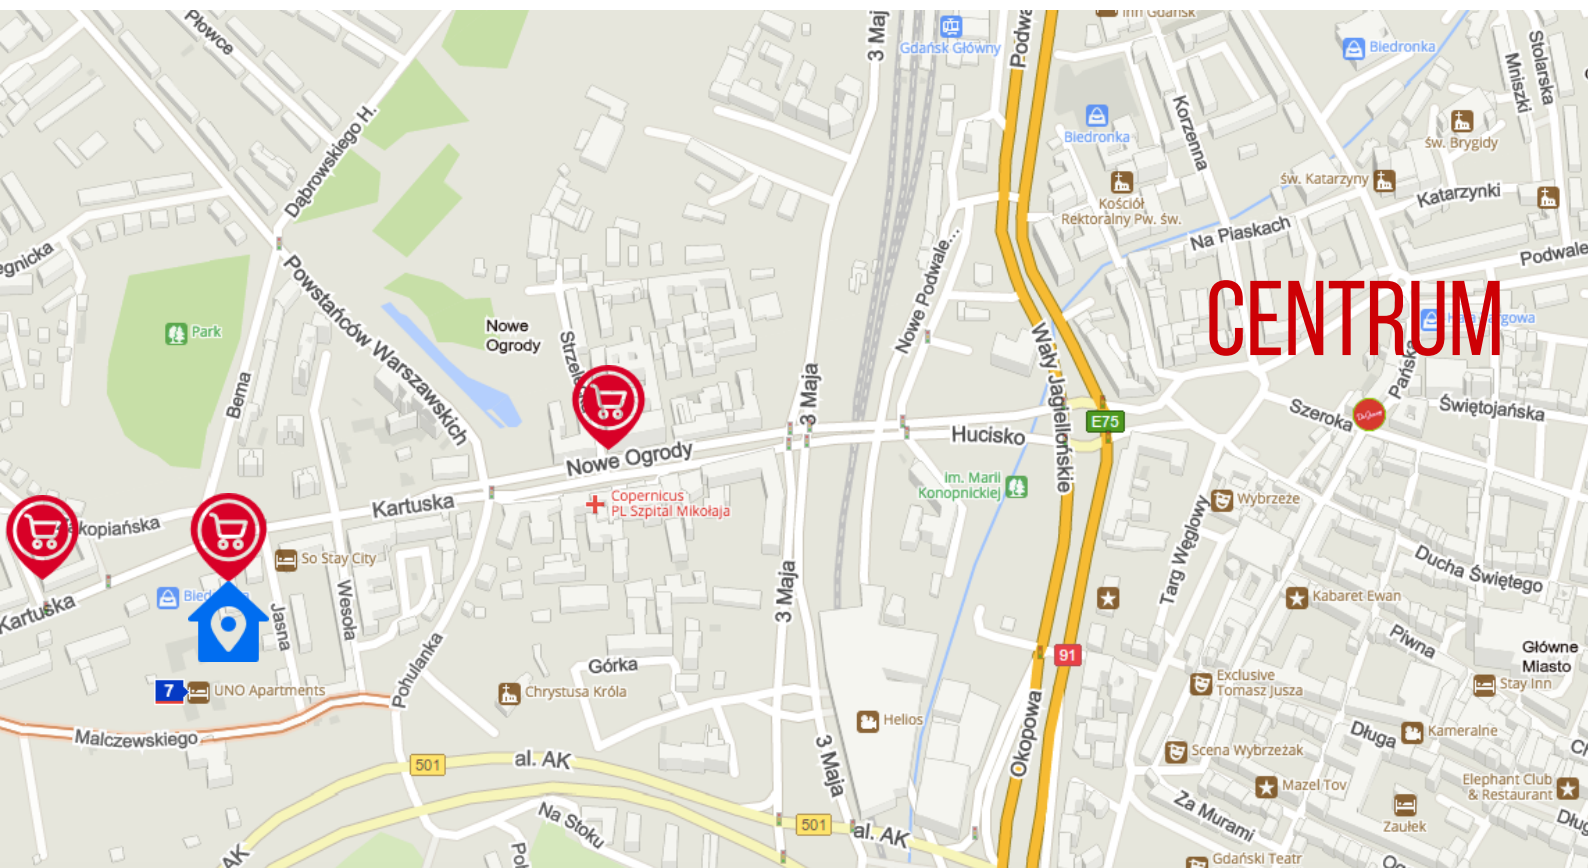 Płowce
3 Maj
Gdańsk Główny
Podwa
Inn Gdańsk
Biedronka
Stolarska
Mniszki
Dąbrowskiego H.
Biedronka
Korzenna
św. Brygidy
św. Katarzyny
Katarzynki
Kościół
Rektoralny Pw. św.
Na Piaskach
Podwale
egnicka
Powstańców Warszawskich
Nowe Podwale...
CENTRUM
Park
Nowe
Ogrody
Wały Jagiellońskie
Pańska
Bema
3 Maja
Szeroka
Świętojańska
E75
Hucisko
Nowe Ogrody
Kartuska
im. Marii
Konopnickiej
Copernicus
PL Szpital Mikołaja
Wybrzeże
kopiańska
So Stay City
Targ Węglowy
Ducha Świętego
Kartuska
Jasna
Wesoła
3 Maja
Kabaret Ewan
Piwna
Główne
Miasto
Pohulanka
Górka
91
7
UNO Apartments
Chrystusa Króla
Exclusive
Tomasz Jusza
Stay Inn
Malczewskiego
Helios
Okopowa
Długa
Kameralne
Scena Wybrzeżak
501
al. AK
3 Maja
Mazel Tov
Elephant Club
& Restaurant
Za Murami
Zaułek
Na Stoku
501
al. AK
AK
Gdański Teatr